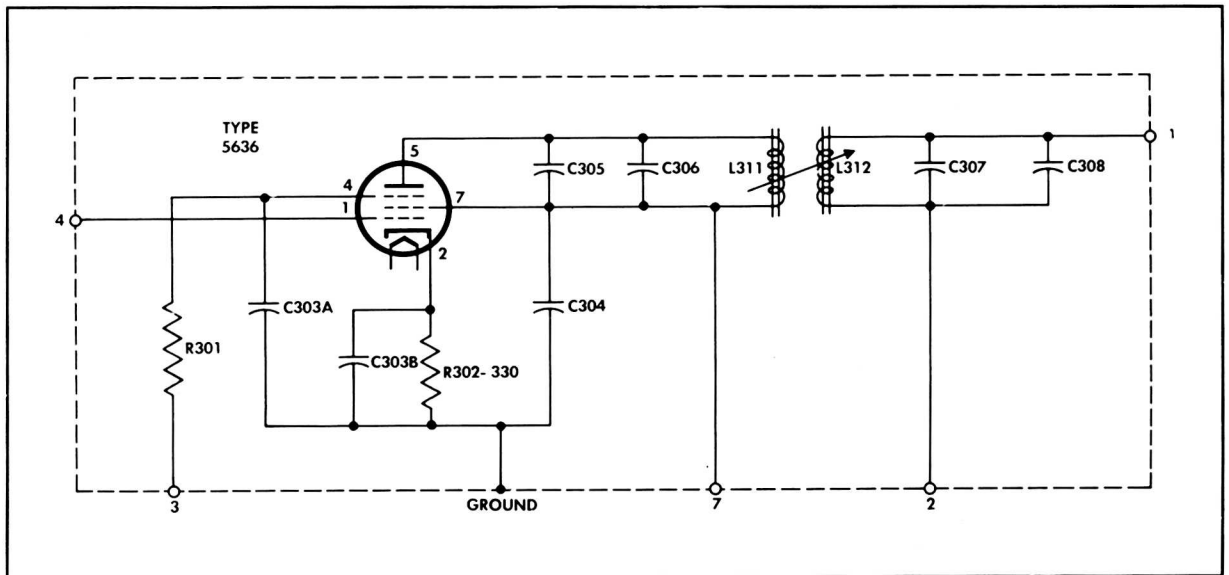 TYPE
5636
5
4
1
7
2
C305
C306
L311
L312
C307
C308
1
4
C303A
C304
R301
C303B
R302- 330
3
GROUND
7
2